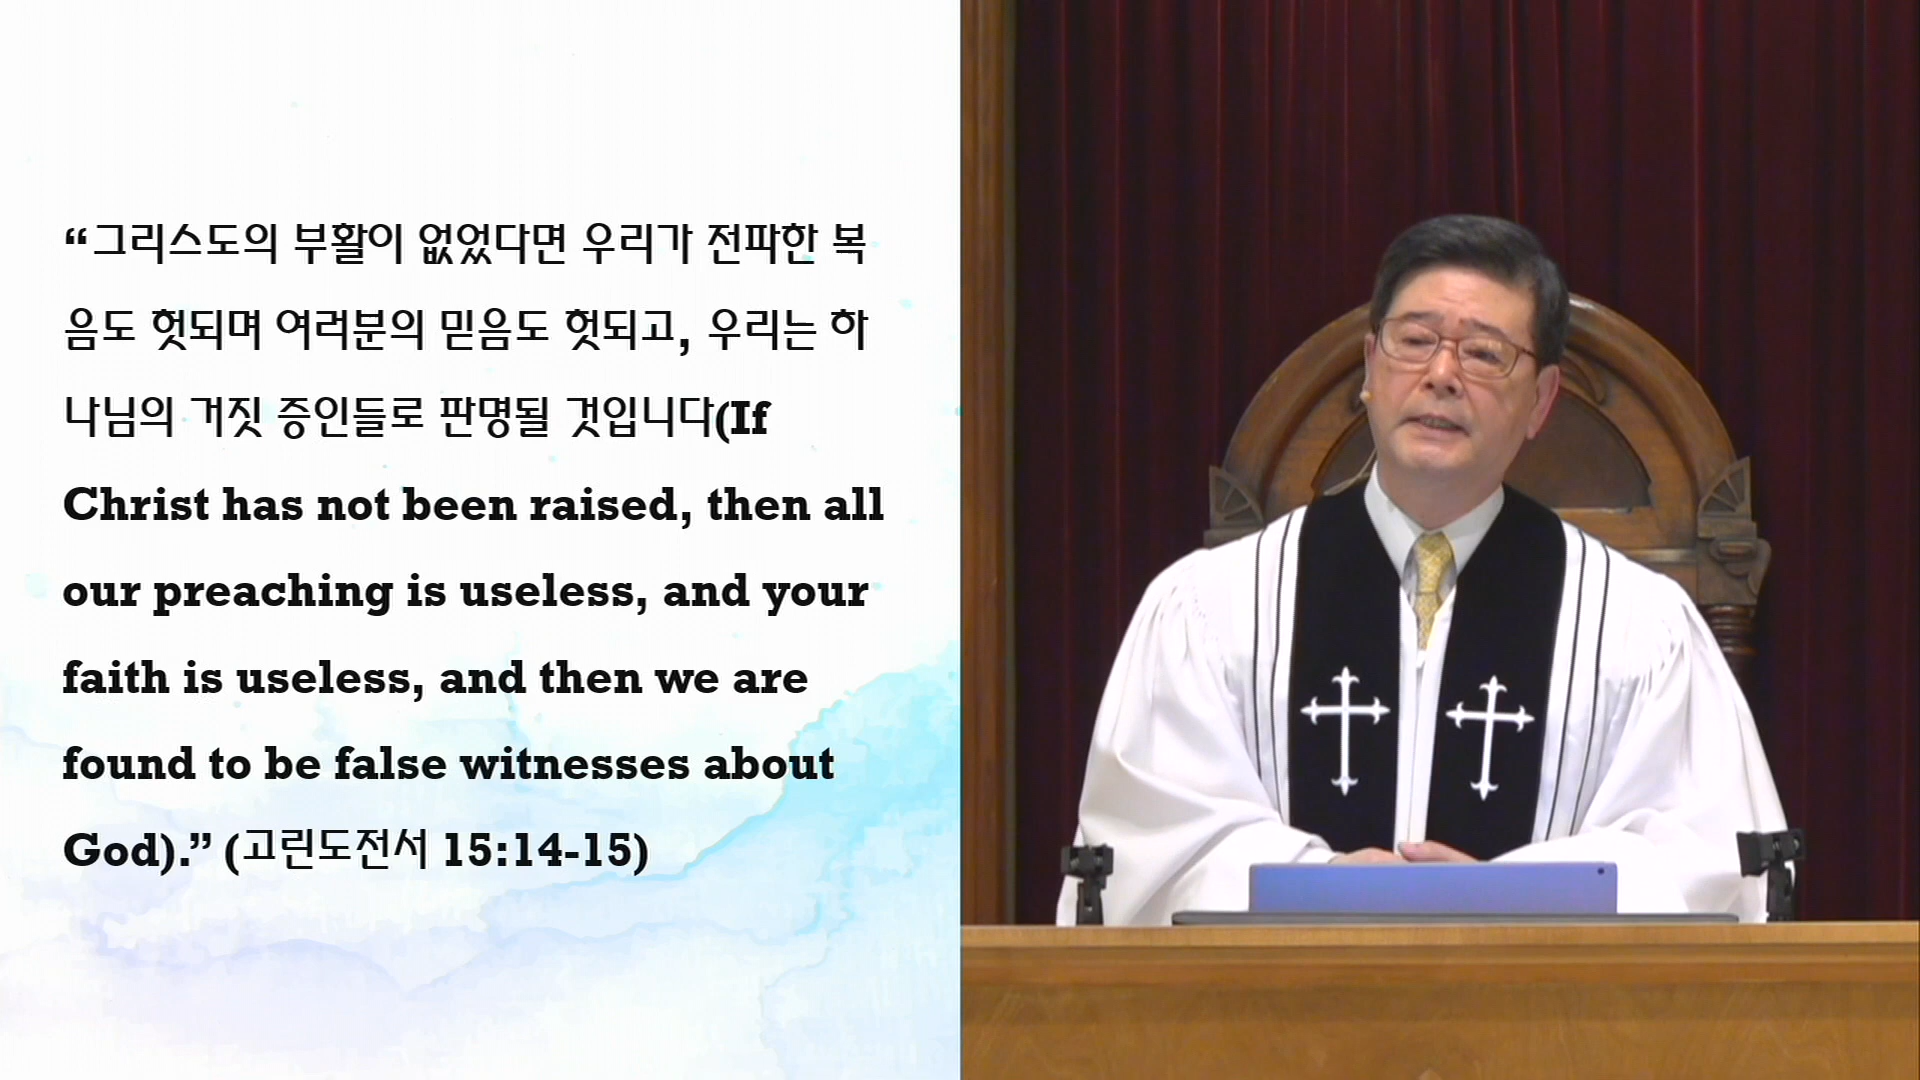 “그리스도의 부활이 없었다면 우리가 전파한 복
음도 헛되며 여러분의 믿음도 헛되고, 우리는 하
나님의 거짓 증인들로 판명될 것입니다(If
Christ has not been raised, then all
our preaching is useless, and your
faith is useless, and then we are
found to be false witnesses about
God).” (고린도전서 15:14-15)